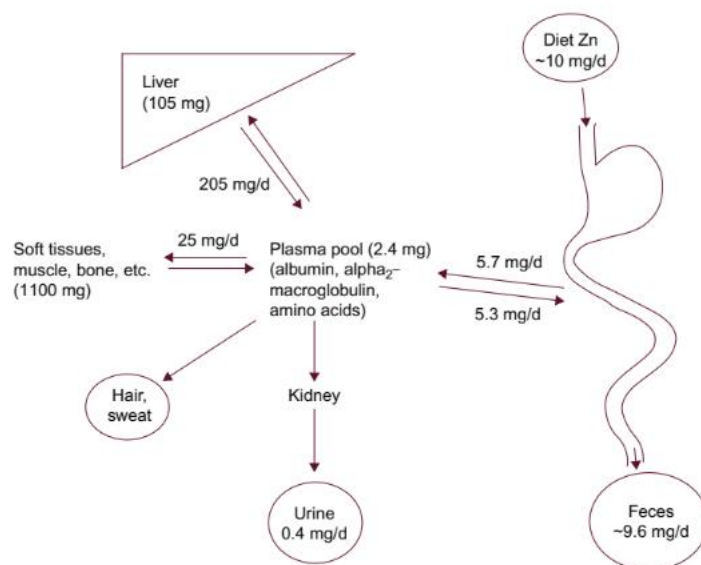 Diet Zn
~10 mg/d
Liver
(105 mg)
205 mg/d
25 mg/d
Soft tissues,
muscle, bone, etc.
(1100 mg)
Plasma pool (2.4 mg)
(albumin, alpha₂–
macroglobulin,
amino acids)
5.7 mg/d
5.3 mg/d
Hair,
sweat
Kidney
Urine
0.4 mg/d
Feces
~9.6 mg/d